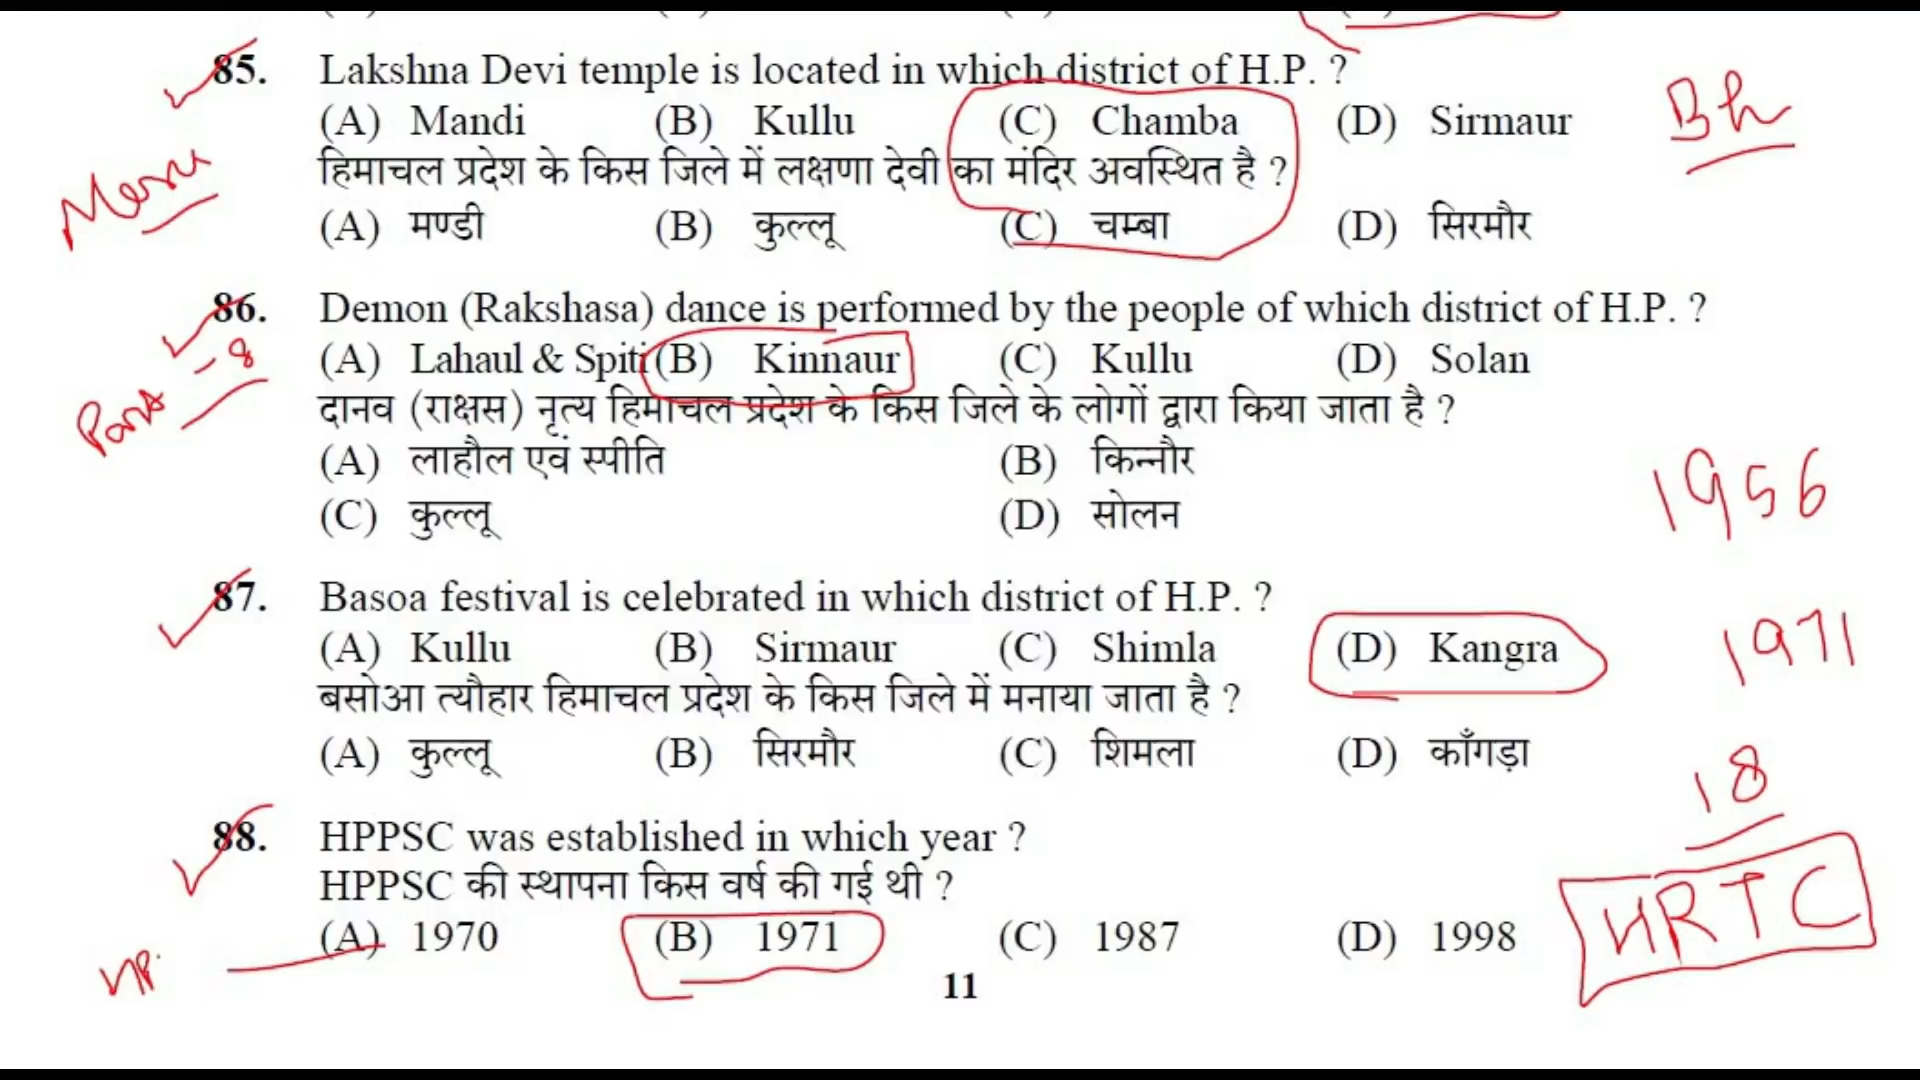 85. Lakshna Devi temple is located in which district of H.P. ?
(A) Mandi (B) Kullu (C) Chamba (D) Sirmaur
Bh
हिमाचल प्रदेश के किस जिले में लक्षणा देवी का मंदिर अवस्थित है ?
(A) मण्डी (B) कुल्लू (C) चम्बा (D) सिरमौर
86. Demon (Rakshasa) dance is performed by the people of which district of H.P. ?
(A) Lahaul & Spiti (B) Kinnaur (C) Kullu (D) Solan
Part - 8
दानव (राक्षस) नृत्य हिमाचल प्रदेश के किस जिले के लोगों द्वारा किया जाता है ?
(A) लाहौल एवं स्पीति (B) किन्नौर
1956
(C) कुल्लू (D) सोलन
87. Basoa festival is celebrated in which district of H.P. ?
(A) Kullu (B) Sirmaur (C) Shimla (D) Kangra
1971
बसोआ त्यौहार हिमाचल प्रदेश के किस जिले में मनाया जाता है ?
(A) कुल्लू (B) सिरमौर (C) शिमला (D) काँगड़ा
18
88. HPPSC was established in which year ?
HPPSC की स्थापना किस वर्ष की गई थी ?
HRTC
(A) 1970 (B) 1971 (C) 1987 (D) 1998
HP.
11